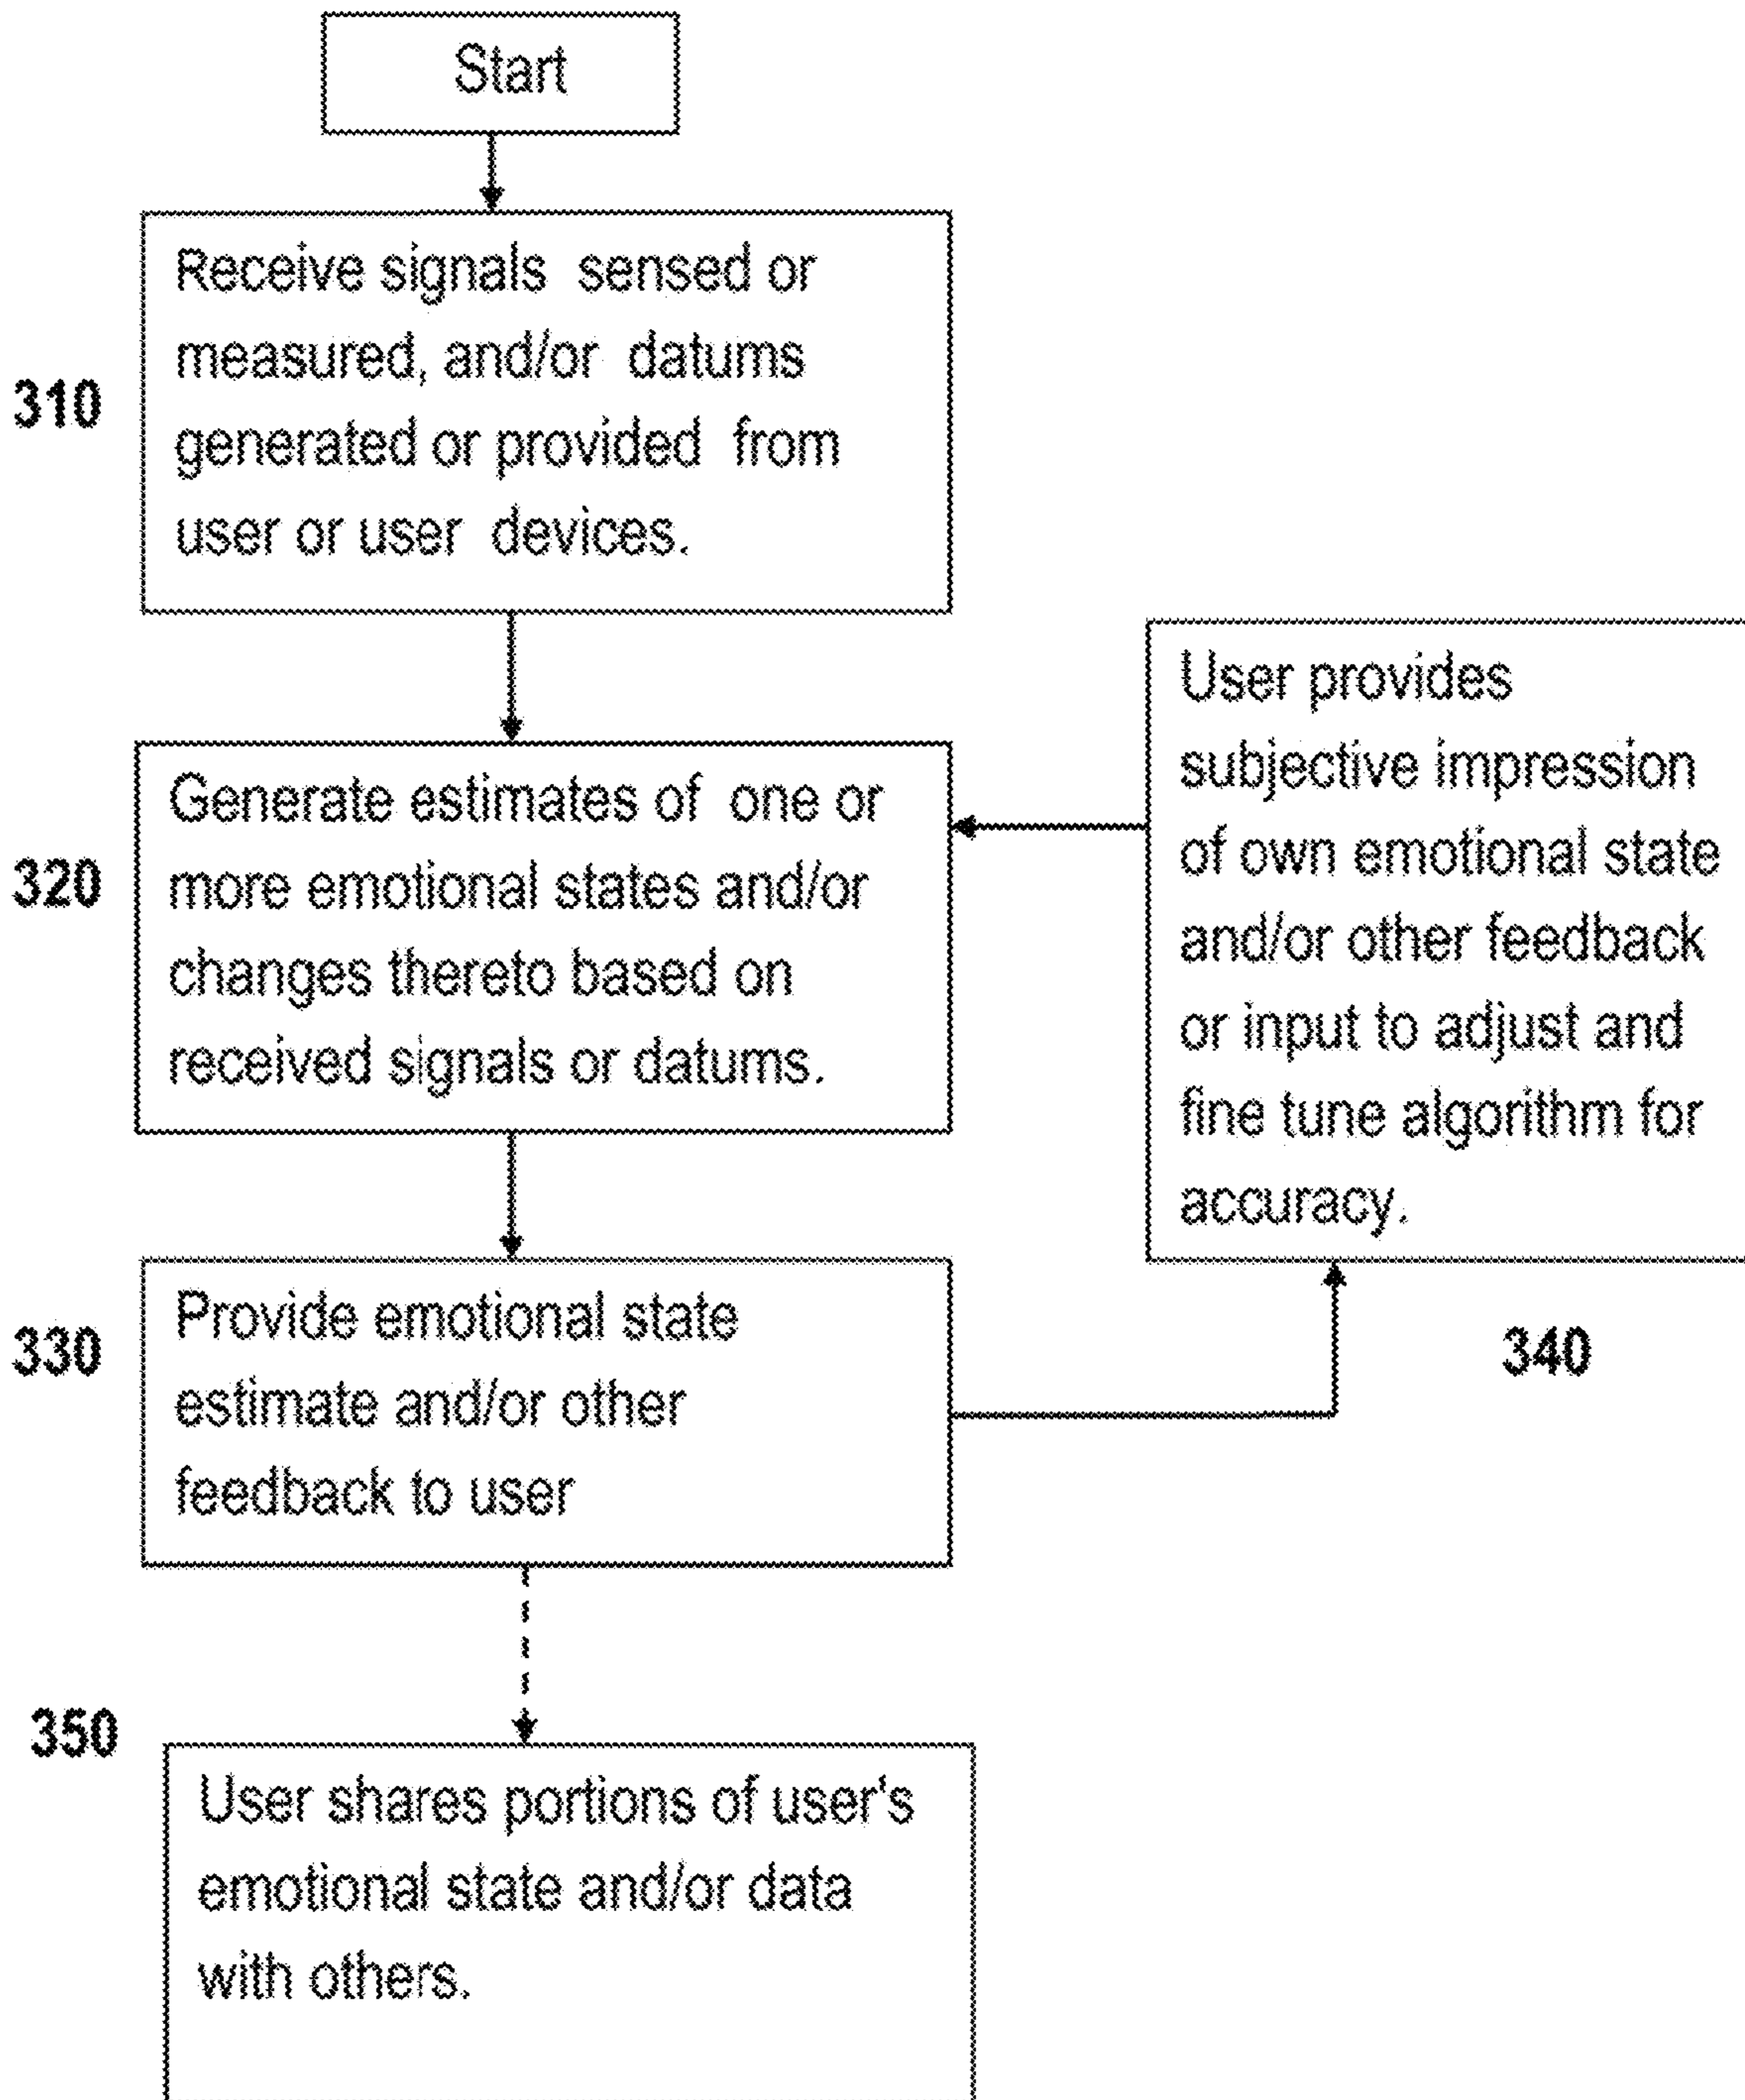 Start
Receive signals sensed or
measured, and/or datums
generated or provided from
user or user devices.
310
Generate estimates of one or
more emotional states and/or
changes thereto based on
received signals or datums.
320
User provides
subjective impression
of own emotional state
and/or other feedback
or input to adjust and
fine tune algorithm for
accuracy.
340
Provide emotional state
estimate and/or other
feedback to user
330
350
User shares portions of user's
emotional state and/or data
with others.